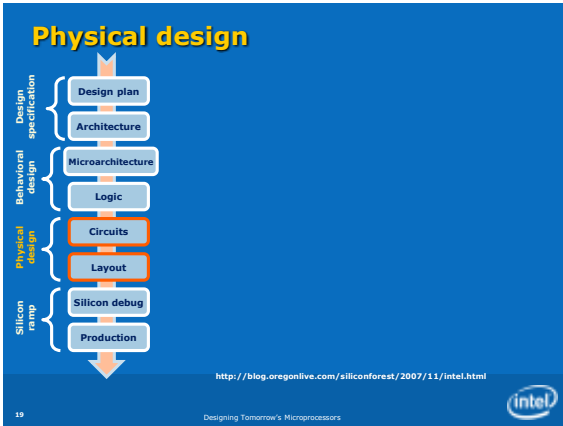 Physical design
Design
specification
Design plan
Architecture
Behavioral
design
Microarchitecture
Logic
Physical
design
Circuits
Layout
Silicon
ramp
Silicon debug
Production
http://blog.oregonlive.com/siliconforest/2007/11/intel.html
19
Designing Tomorrow's Microprocessors
intel